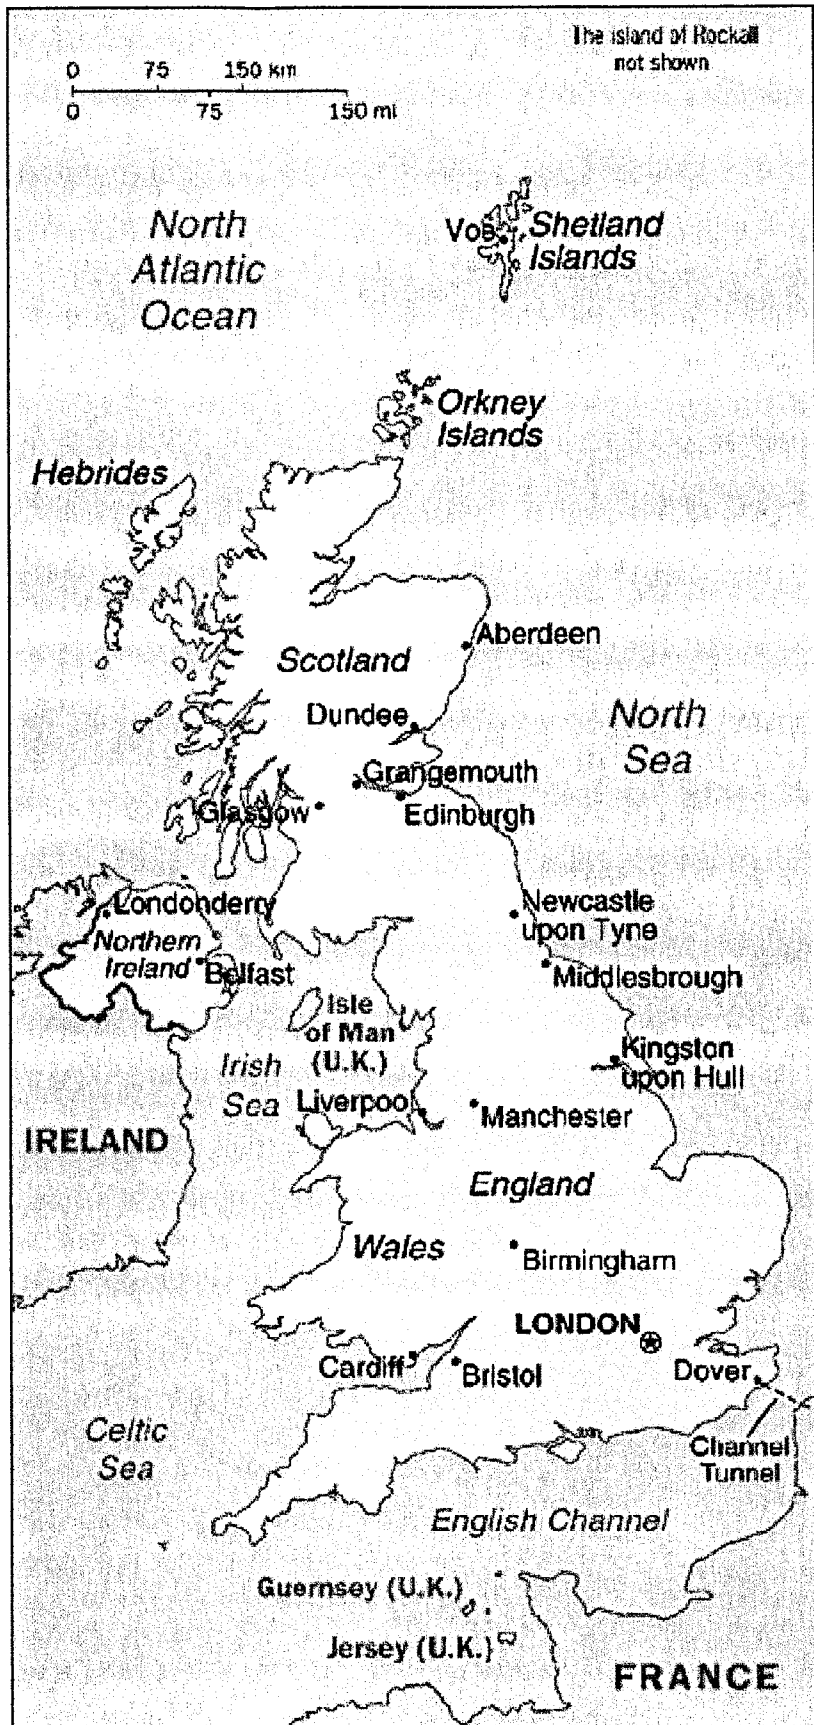 The island of Rockall
not shown
0 75 150 km
0 75 150 mi
North
Atlantic
Ocean
Voe
Shetland
Islands
Orkney
Islands
Hebrides
Aberdeen
Scotland
Dundee
North
Sea
Grangemouth
Glasgow
Edinburgh
Londonderry
Northern
Ireland
Belfast
Newcastle
upon Tyne
Middlesbrough
Isle
of Man
(U.K.)
Irish
Sea
Kingston
upon Hull
Liverpool
Manchester
IRELAND
England
Wales
Birmingham
LONDON
Cardiff
Bristol
Dover
Celtic
Sea
Channel
Tunnel
English Channel
Guernsey (U.K.)
Jersey (U.K.)
FRANCE